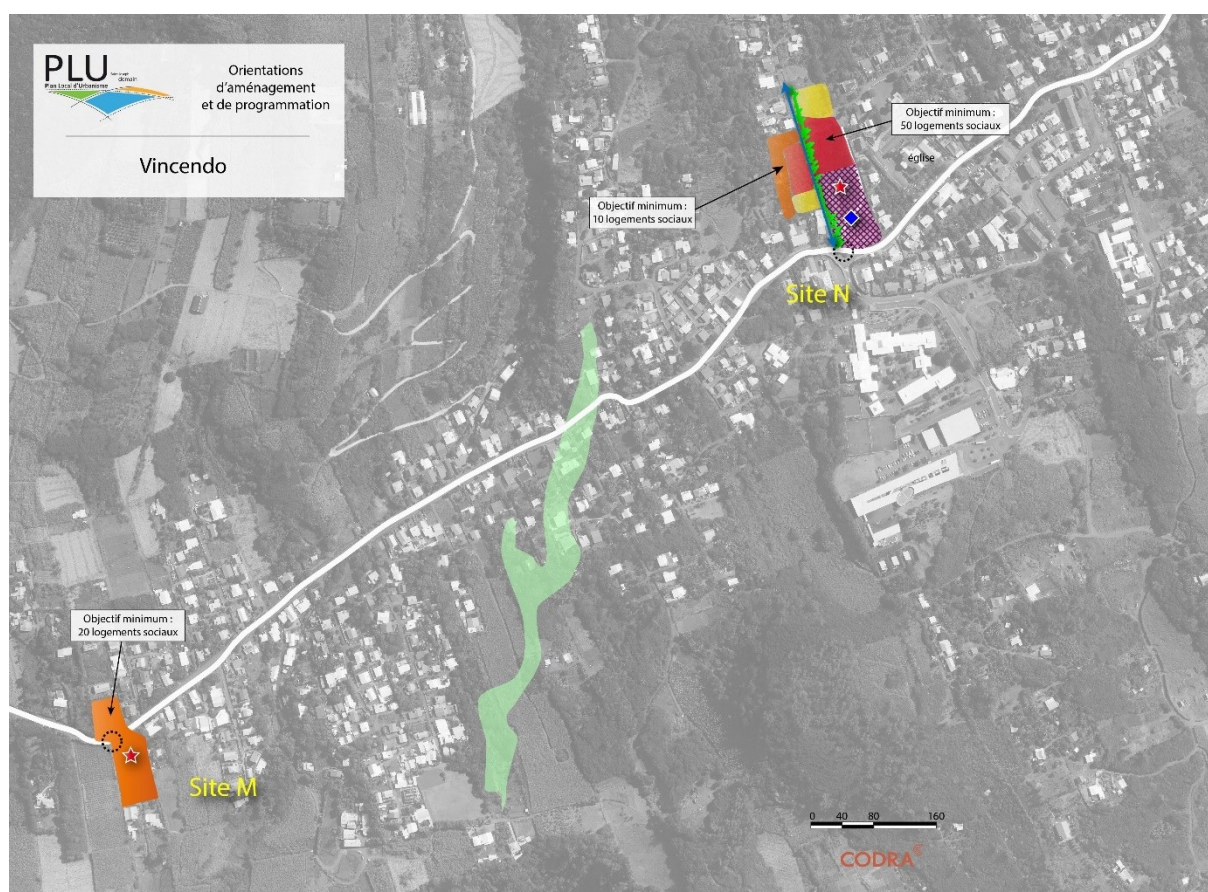 PLU
demain
Plan Local d'Urbanisme
Orientations
d'aménagement
et de programmation
Vincendo
Objectif minimum :
50 logements sociaux
église
Objectif minimum :
10 logements sociaux
Site N
Objectif minimum :
20 logements sociaux
Site M
0 40 80 160
CODRA